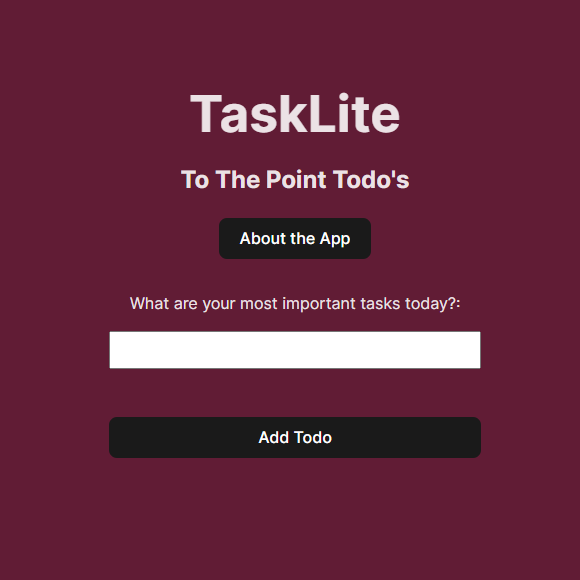 TaskLite
To The Point Todo's
About the App
What are your most important tasks today?:
Add Todo